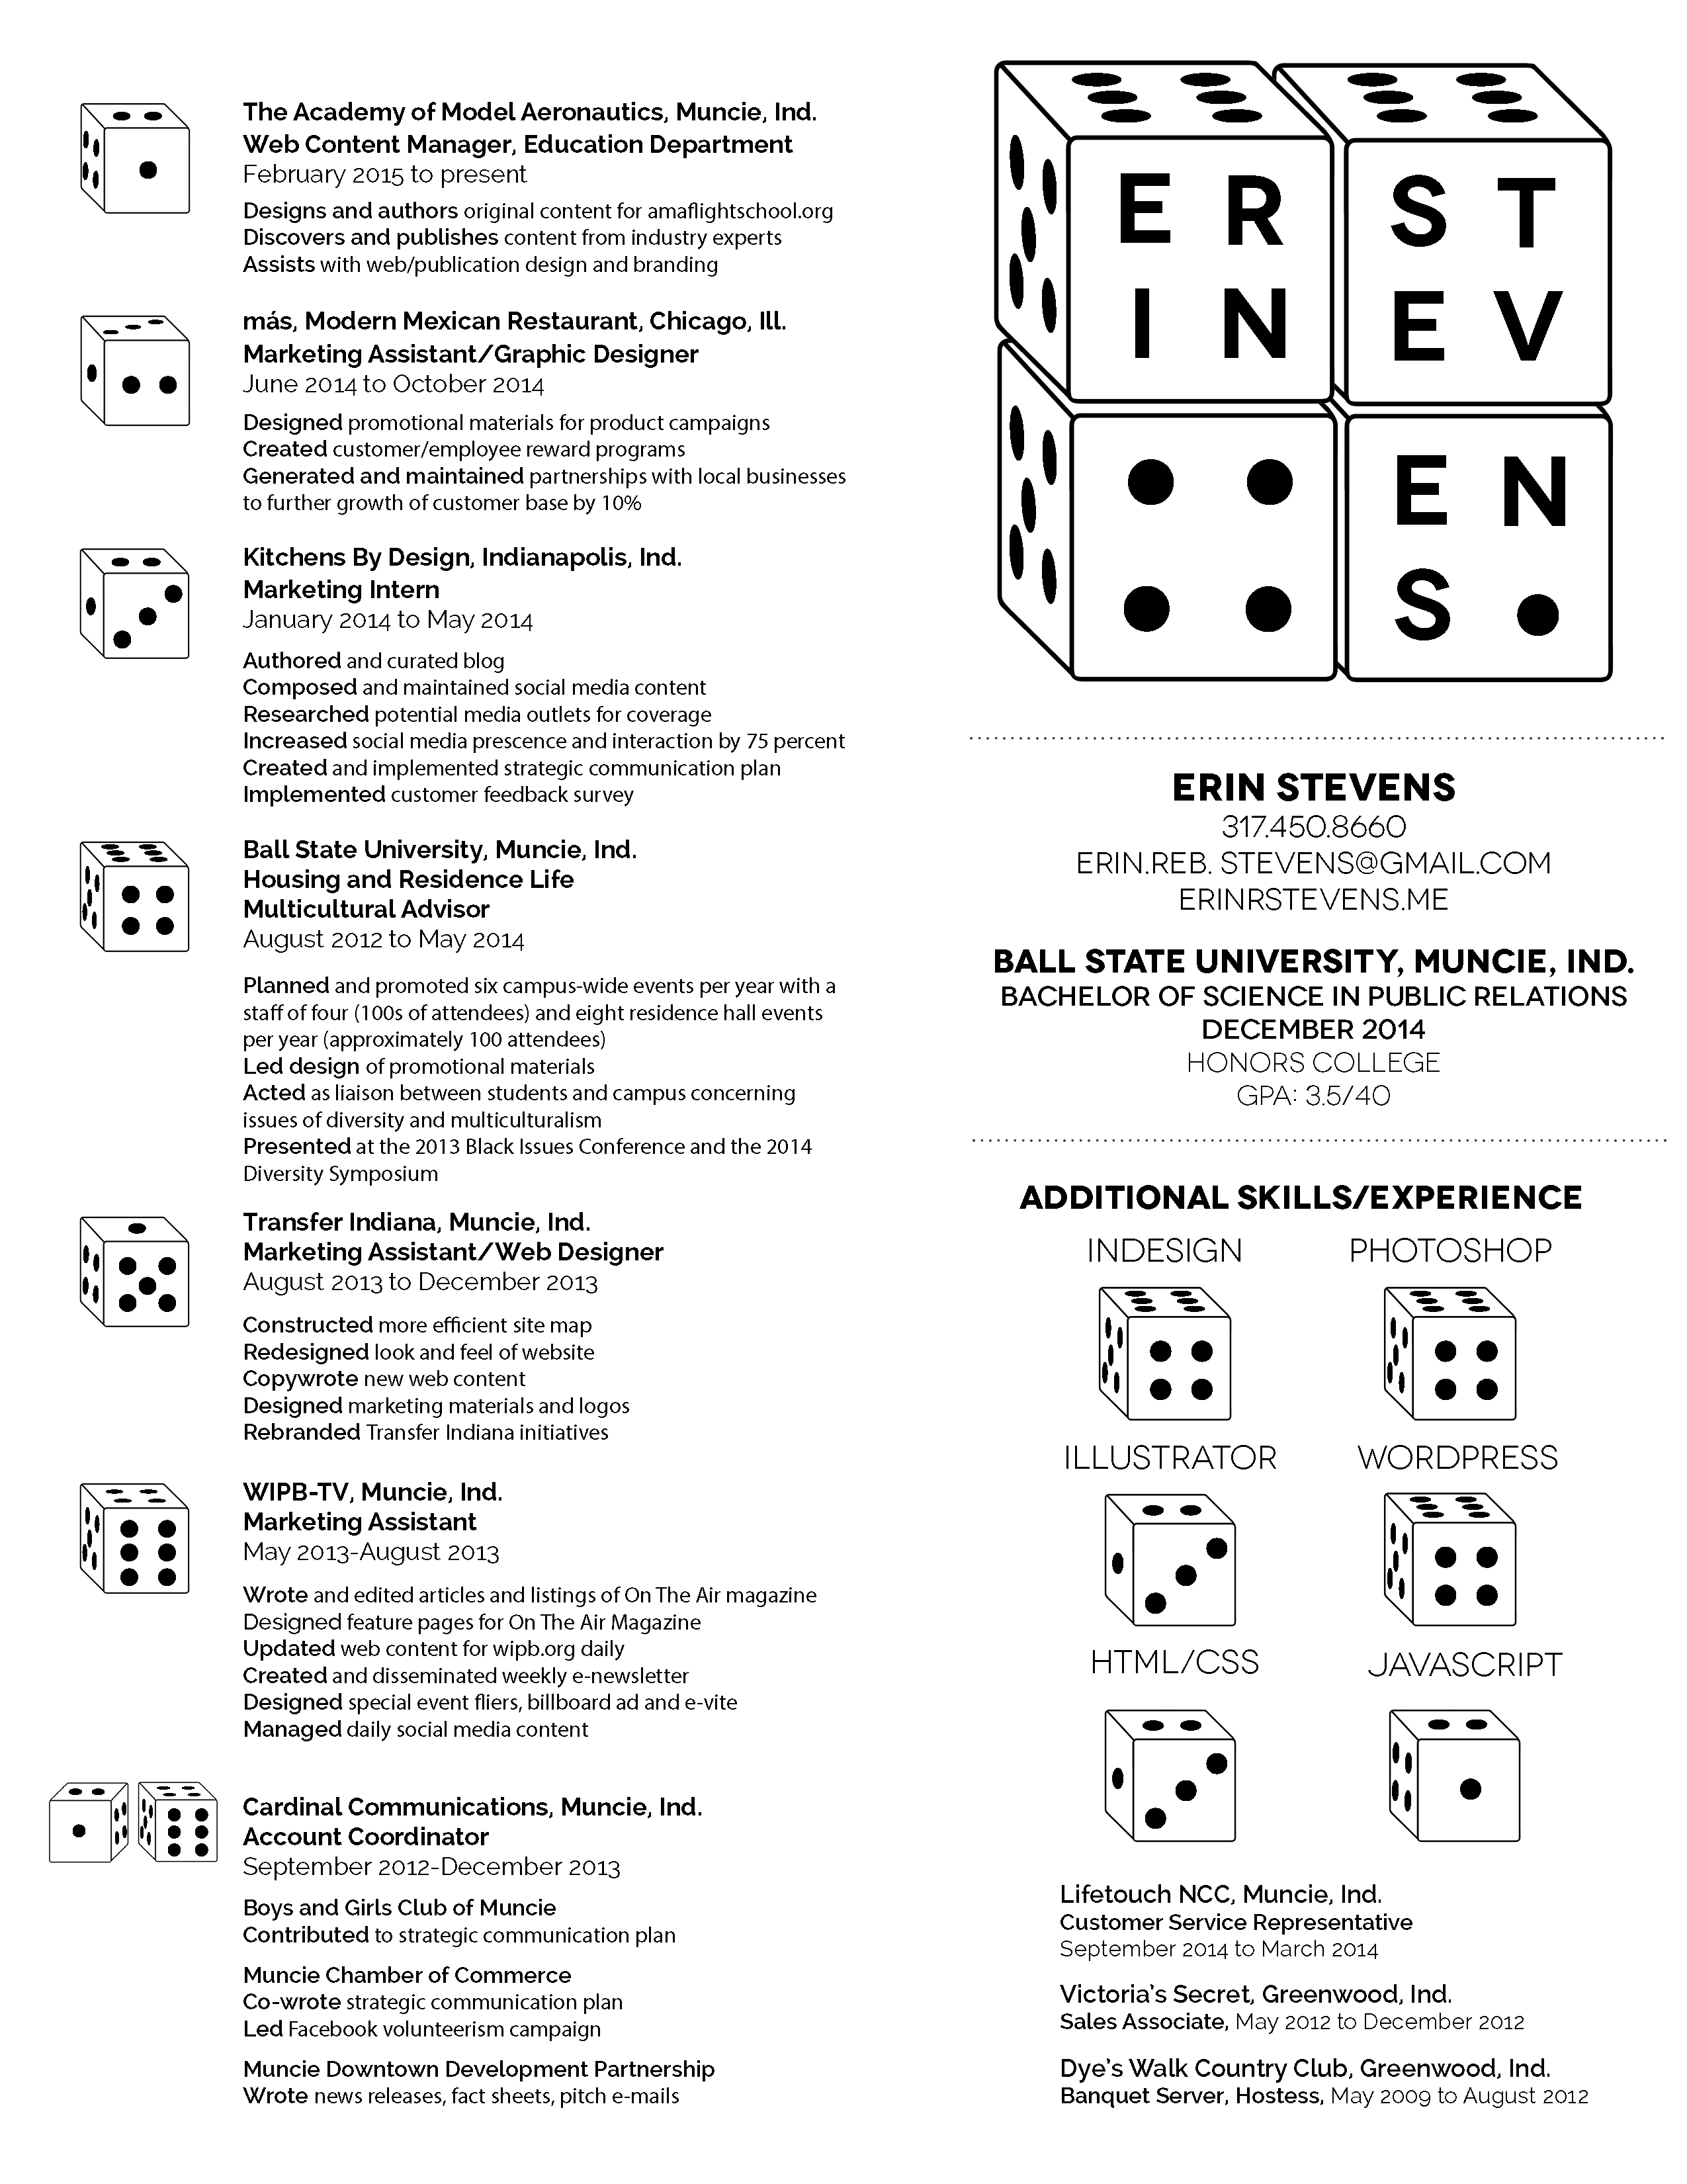 The Academy of Model Aeronautics, Muncie, Ind.
Web Content Manager, Education Department
February 2015 to present
Designs and authors original content for amaflightschool.org
Discovers and publishes content from industry experts
Assists with web/publication design and branding
más, Modern Mexican Restaurant, Chicago, Ill.
Marketing Assistant/Graphic Designer
June 2014 to October 2014
Designed promotional materials for product campaigns
Created customer/employee reward programs
Generated and maintained partnerships with local businesses
to further growth of customer base by 10%
Kitchens By Design, Indianapolis, Ind.
Marketing Intern
January 2014 to May 2014
Authored and curated blog
Composed and maintained social media content
Researched potential media outlets for coverage
Increased social media prescence and interaction by 75 percent
Created and implemented strategic communication plan
Implemented customer feedback survey
Ball State University, Muncie, Ind.
Housing and Residence Life
Multicultural Advisor
August 2012 to May 2014
Planned and promoted six campus-wide events per year with a
staff of four (100s of attendees) and eight residence hall events
per year (approximately 100 attendees)
Led design of promotional materials
Acted as liaison between students and campus concerning
issues of diversity and multiculturalism
Presented at the 2013 Black Issues Conference and the 2014
Diversity Symposium
Transfer Indiana, Muncie, Ind.
Marketing Assistant/Web Designer
August 2013 to December 2013
Constructed more efficient site map
Redesigned look and feel of website
Copywrote new web content
Designed marketing materials and logos
Rebranded Transfer Indiana initiatives
WIPB-TV, Muncie, Ind.
Marketing Assistant
May 2013-August 2013
Wrote and edited articles and listings of On The Air magazine
Designed feature pages for On The Air Magazine
Updated web content for wipb.org daily
Created and disseminated weekly e-newsletter
Designed special event fliers, billboard ad and e-vite
Managed daily social media content
Cardinal Communications, Muncie, Ind.
Account Coordinator
September 2012-December 2013
Boys and Girls Club of Muncie
Contributed to strategic communication plan
Muncie Chamber of Commerce
Co-wrote strategic communication plan
Led Facebook volunteerism campaign
Muncie Downtown Development Partnership
Wrote news releases, fact sheets, pitch e-mails
E R
I N
S T
E V
E N
S
ERIN STEVENS
317.450.8660
ERIN.REB. STEVENS@GMAIL.COM
ERINRSTEVENS.ME
BALL STATE UNIVERSITY, MUNCIE, IND.
BACHELOR OF SCIENCE IN PUBLIC RELATIONS
DECEMBER 2014
HONORS COLLEGE
GPA: 3.5/40
ADDITIONAL SKILLS/EXPERIENCE
INDESIGN
PHOTOSHOP
ILLUSTRATOR
WORDPRESS
HTML/CSS
JAVASCRIPT
Lifetouch NCC, Muncie, Ind.
Customer Service Representative
September 2014 to March 2014
Victoria's Secret, Greenwood, Ind.
Sales Associate, May 2012 to December 2012
Dye's Walk Country Club, Greenwood, Ind.
Banquet Server, Hostess, May 2009 to August 2012